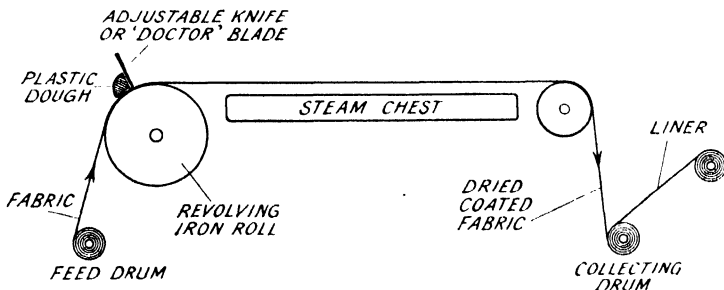 ADJUSTABLE KNIFE
OR 'DOCTOR' BLADE
PLASTIC
DOUGH
STEAM CHEST
LINER
FABRIC
REVOLVING
IRON ROLL
DRIED
COATED
FABRIC
FEED DRUM
COLLECTING
DRUM